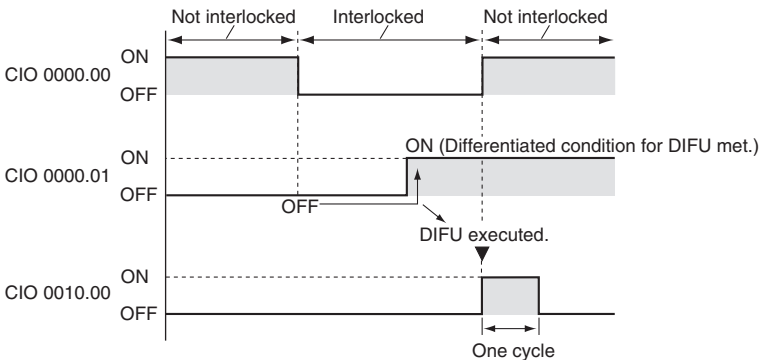 Not interlocked Interlocked Not interlocked
ON
CIO 0000.00
OFF
ON (Differentiated condition for DIFU met.)
ON
CIO 0000.01
OFF
OFF
DIFU executed.
ON
CIO 0010.00
OFF
One cycle